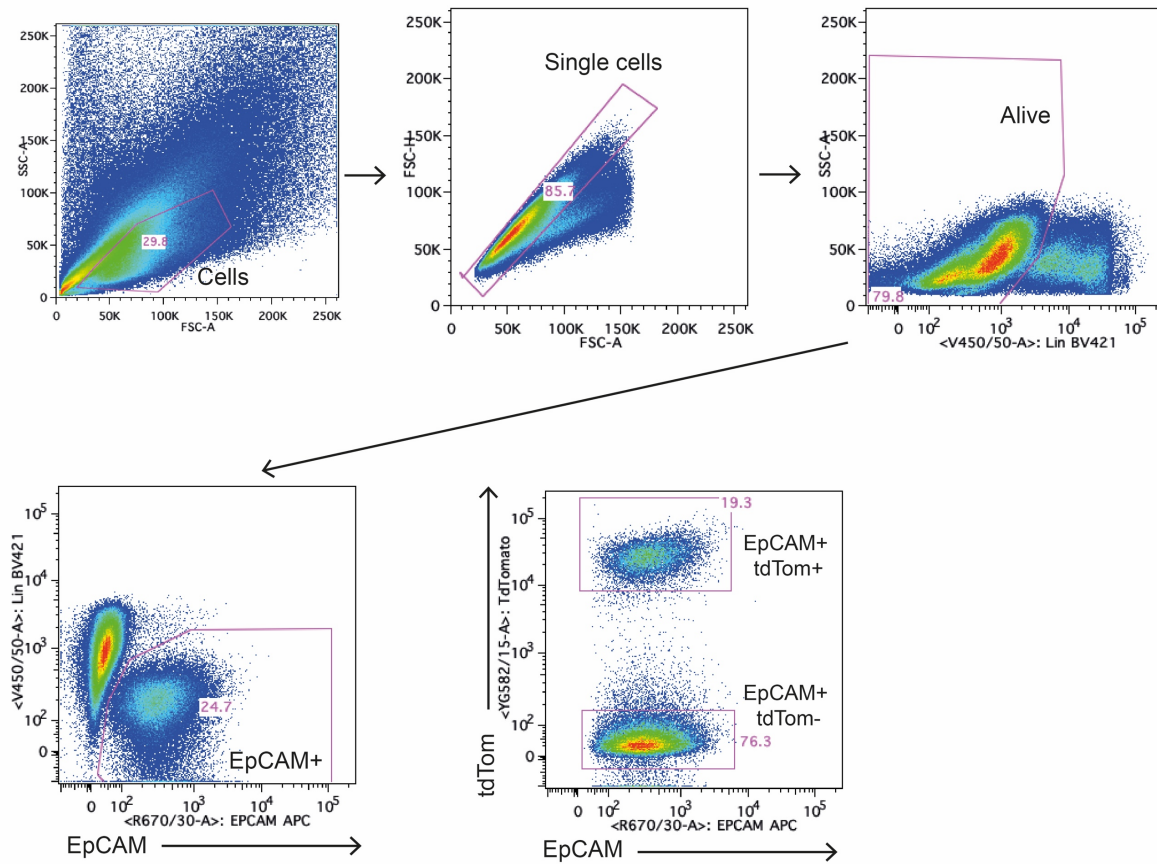 250K
200K
150K
100K
50K
0
SSC-A
29.8
Cells
0 50K 100K 150K 200K 250K
FSC-A
250K
200K
150K
100K
50K
0
FSC-H
Single cells
85.7
0 50K 100K 150K 200K 250K
FSC-A
250K
200K
150K
100K
50K
0
SSC-A
Alive
79.8
0 10² 10³ 10⁴ 10⁵
<V450/50-A>: Lin BV421
10⁵
10⁴
10³
10²
0
<V450/50-A>: Lin BV421
24.7
EpCAM+
0 10² 10³ 10⁴ 10⁵
<R670/30-A>: EPCAM APC
EpCAM
tdTom
<YG582/15-A>: TdTomato
10⁵
10⁴
10³
10²
0
19.3
EpCAM+
tdTom+
EpCAM+
tdTom-
76.3
0 10² 10³ 10⁴ 10⁵
<R670/30-A>: EPCAM APC
EpCAM